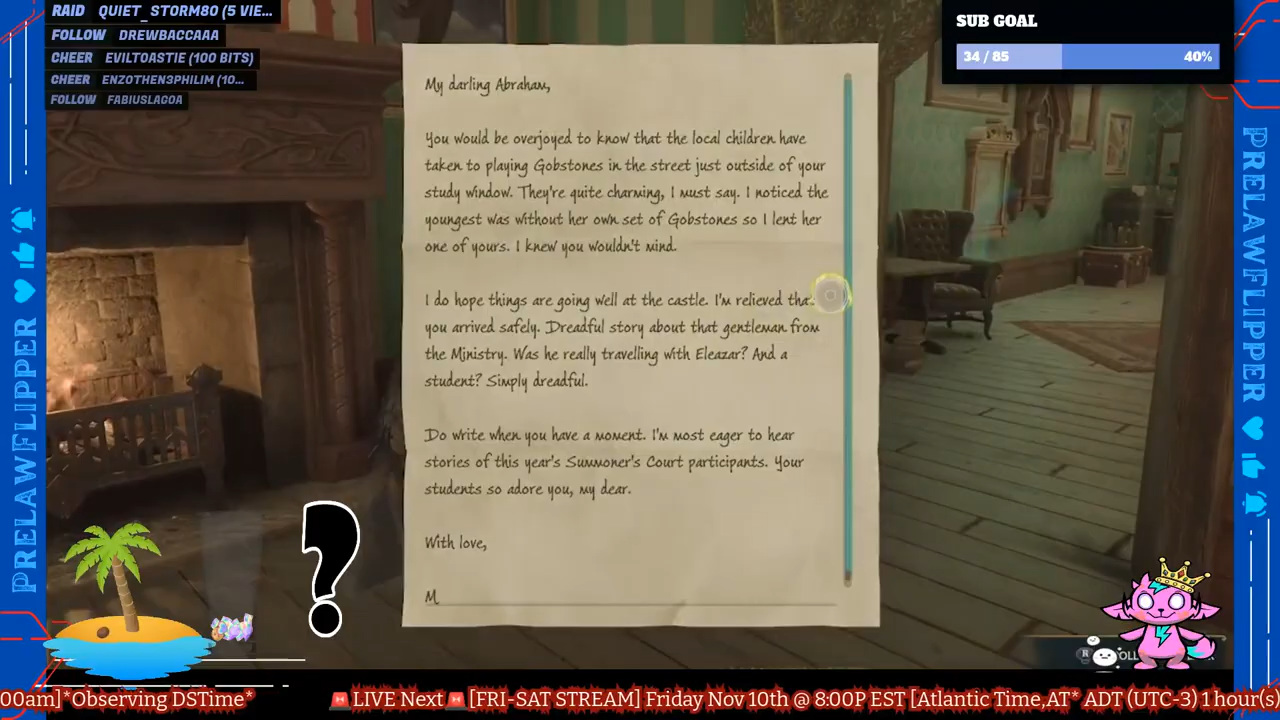 RAID QUIET_STORM80 (5 VIE...
FOLLOW DREWBACCAAA
CHEER EVILTOASTIE (100 BITS)
CHEER ENZOTHEN3PHILIM (10...
FOLLOW FABIUSLAGOA
SUB GOAL
34 / 85 40%
PRELAWFLIPPER
My darling Abraham,
You would be overjoyed to know that the local children have
taken to playing Gobstones in the street just outside of your
study window. They're quite charming, I must say. I noticed the
youngest was without her own set of Gobstones so I lent her
one of yours. I knew you wouldn't mind.
I do hope things are going well at the castle. I'm relieved that
you arrived safely. Dreadful story about that gentleman from
the Ministry. Was he really travelling with Eleazar? And a
student? Simply dreadful.
Do write when you have a moment. I'm most eager to hear
stories of this year's Summoner's Court participants. Your
students so adore you, my dear.
With love,
M
PRELAWFLIPPER
?
R
00am]*Observing DSTime* 🚨LIVE Next🚨[FRI-SAT STREAM] Friday Nov 10th @ 8:00P EST [Atlantic Time,AT* ADT (UTC-3) 1 hour(s)